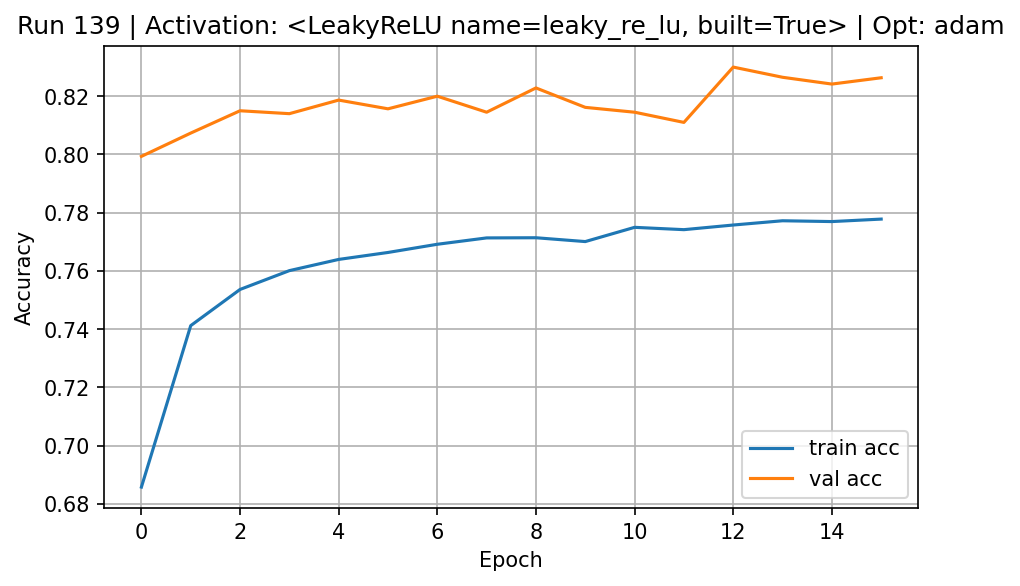 Run 139 | Activation: <LeakyReLU name=leaky_re_lu, built=True> | Opt: adam
0.82
0.80
0.78
0.76
0.74
0.72
0.70
0.68
Accuracy
train acc
val acc
0 2 4 6 8 10 12 14
Epoch